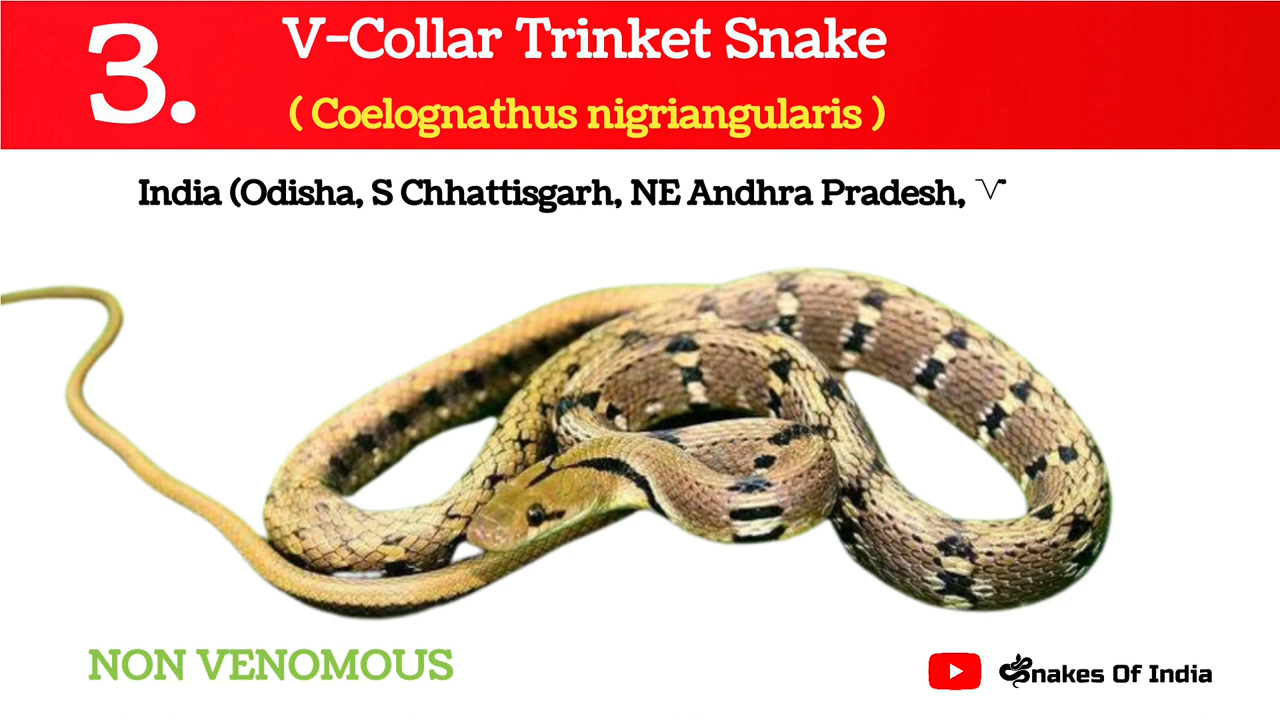 3.
V-Collar Trinket Snake
( Coelognathus nigriangularis )
India (Odisha, S Chhattisgarh, NE Andhra Pradesh,
NON VENOMOUS
Snakes Of India